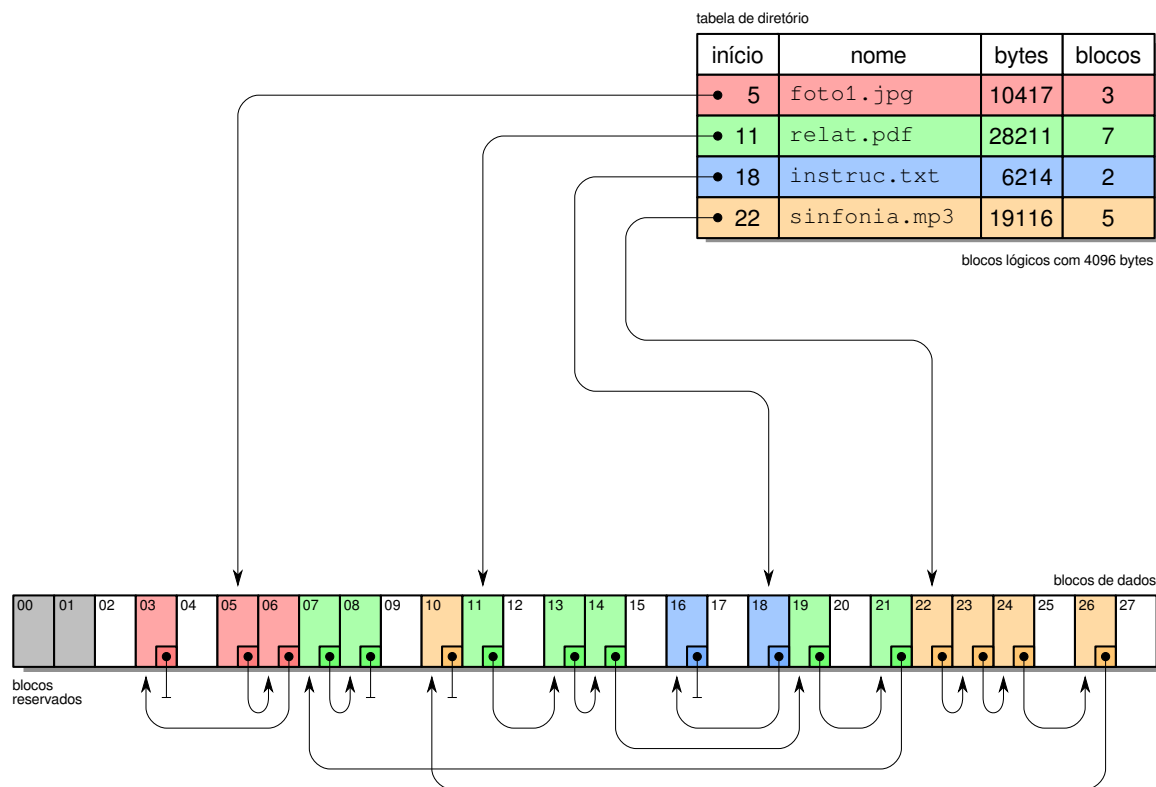 tabela de diretório
início nome bytes blocos
5 foto1.jpg 10417 3
11 relat.pdf 28211 7
18 instruc.txt 6214 2
22 sinfonia.mp3 19116 5
blocos lógicos com 4096 bytes
blocos de dados
00 01 02 03 04 05 06 07 08 09 10 11 12 13 14 15 16 17 18 19 20 21 22 23 24 25 26 27
blocos
reservados